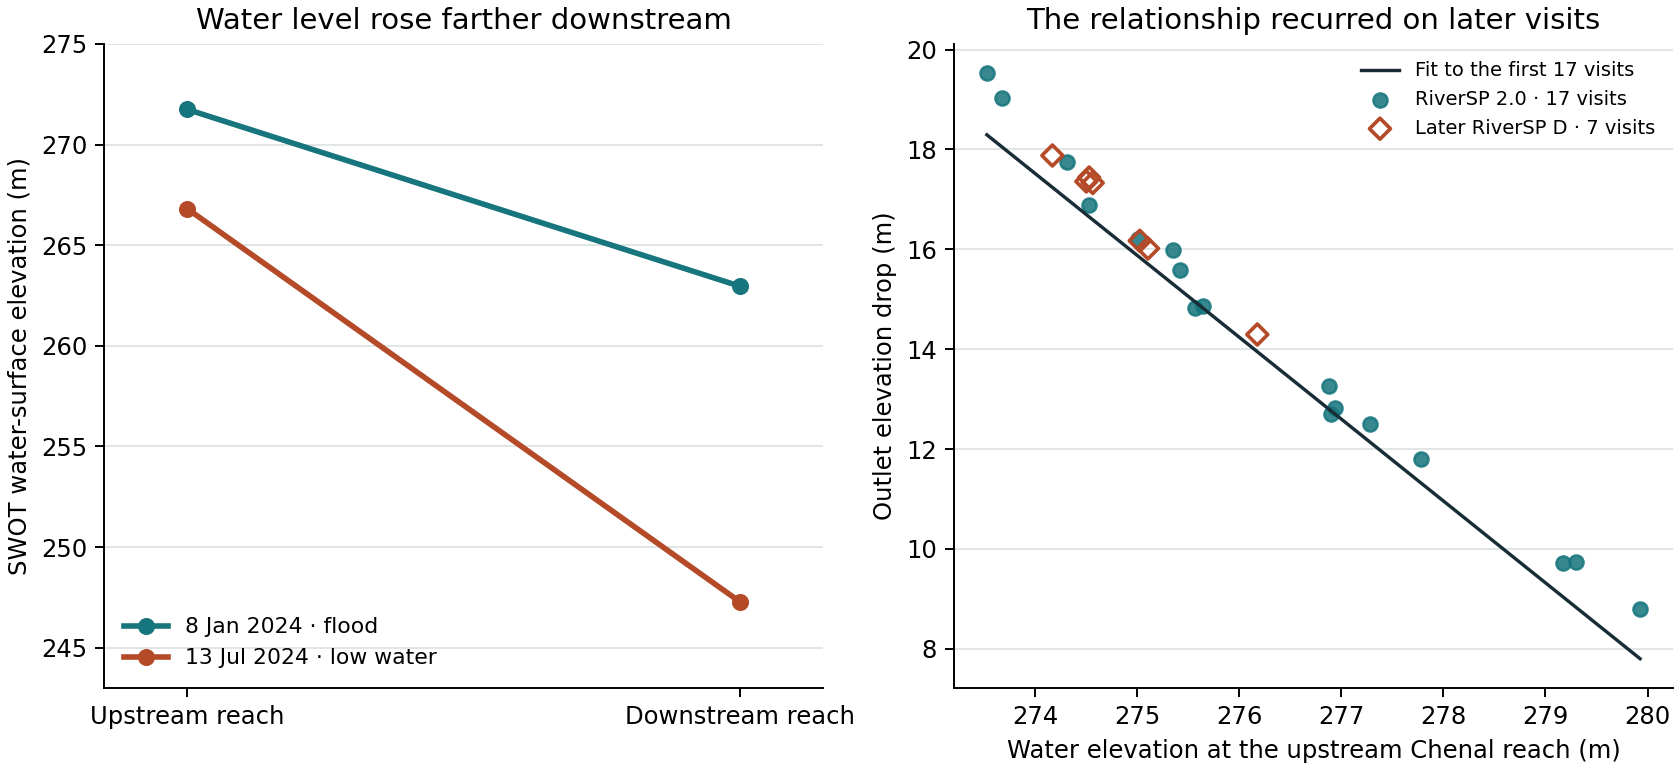 Water level rose farther downstream
SWOT water-surface elevation (m)
275
270
265
260
255
250
245
8 Jan 2024 · flood
13 Jul 2024 · low water
Upstream reach
Downstream reach
The relationship recurred on later visits
Outlet elevation drop (m)
20
18
16
14
12
10
8
Fit to the first 17 visits
RiverSP 2.0 · 17 visits
Later RiverSP D · 7 visits
274
275
276
277
278
279
280
Water elevation at the upstream Chenal reach (m)